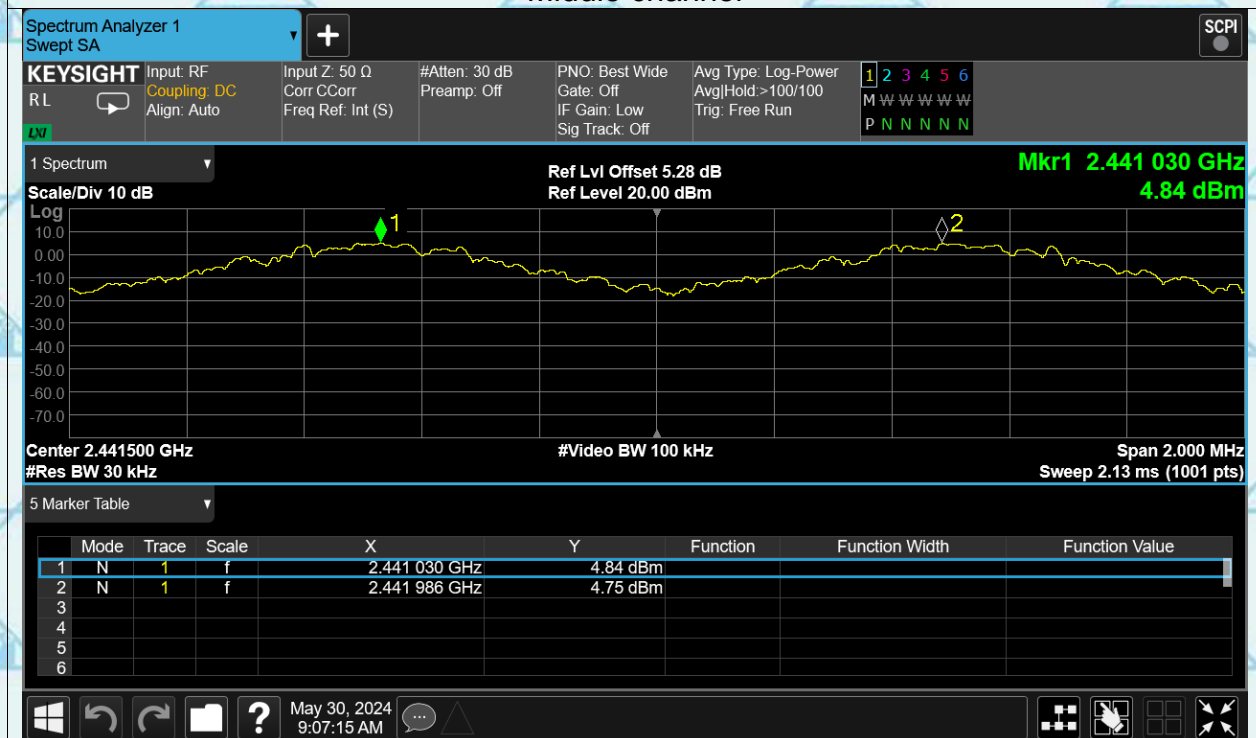 Middle channel
Spectrum Analyzer 1
Swept SA
+
SCPI
KEYSIGHT Input: RF Input Z: 50 Ω #Atten: 30 dB PNO: Best Wide Avg Type: Log-Power 1 2 3 4 5 6
RL Coupling: DC Corr CCorr Preamp: Off Gate: Off Avg|Hold:>100/100 M W W W W W W
Align: Auto Freq Ref: Int (S) IF Gain: Low Trig: Free Run P N N N N N N
LXI Sig Track: Off
1 Spectrum Ref Lvl Offset 5.28 dB Mkr1 2.441 030 GHz
Scale/Div 10 dB Ref Level 20.00 dBm 4.84 dBm
Log
1 2
10.0
0.00
-10.0
-20.0
-30.0
-40.0
-50.0
-60.0
-70.0
Center 2.441500 GHz #Video BW 100 kHz Span 2.000 MHz
#Res BW 30 kHz Sweep 2.13 ms (1001 pts)
5 Marker Table
Mode Trace Scale X Y Function Function Width Function Value
1 N 1 f 2.441 030 GHz 4.84 dBm
2 N 1 f 2.441 986 GHz 4.75 dBm
3
4
5
6
? May 30, 2024
9:07:15 AM